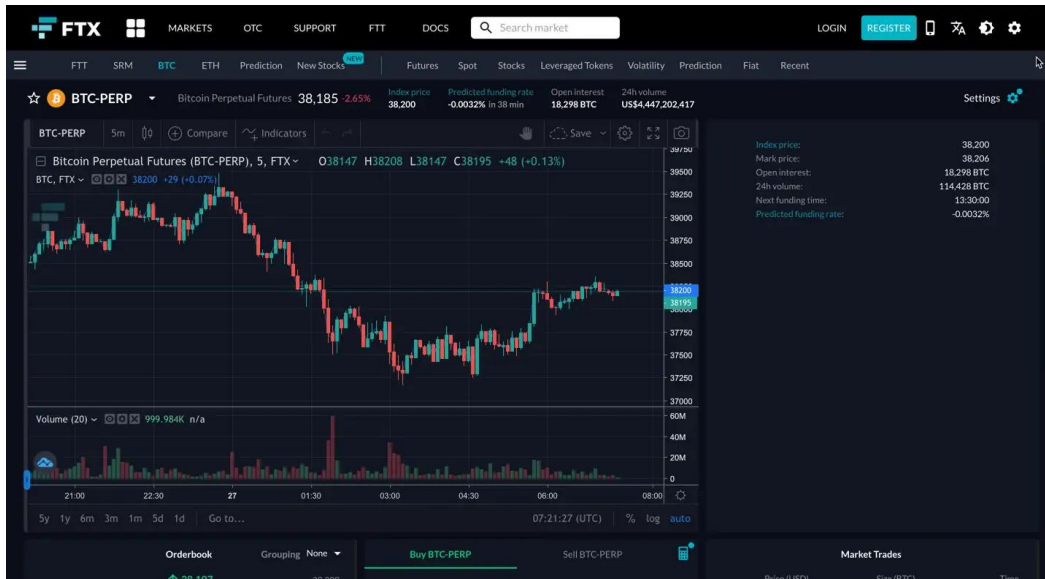 FTX MARKETS OTC SUPPORT FTT DOCS Search market LOGIN REGISTER
FTT SRM BTC ETH Prediction New Stocks NEW Futures Spot Stocks Leveraged Tokens Volatility Prediction Fiat Recent
BTC-PERP Bitcoin Perpetual Futures 38,185 -2.65%
Index price
38,200
Predicted funding rate
-0.0032% in 38 min
Open interest
18,298 BTC
24h volume
US$4,447,202,417
Settings
BTC-PERP 5m Compare Indicators Save
Bitcoin Perpetual Futures (BTC-PERP), 5, FTX O38147 H38208 L38147 C38195 +48 (+0.13%)
BTC, FTX 38200 +29 (+0.07%)
39750
39500
39250
39000
38750
38500
38200
38195
38000
37750
37500
37250
37000
Volume (20) 999.984K n/a
60M
40M
20M
0
21:00 22:30 27 01:30 03:00 04:30 06:00 08:00
5y 1y 6m 3m 1m 5d 1d Go to... 07:21:27 (UTC) % log auto
Index price: 38,200
Mark price: 38,206
Open interest: 18,298 BTC
24h volume: 114,428 BTC
Next funding time: 13:30:00
Predicted funding rate: -0.0032%
Orderbook Grouping None
Buy BTC-PERP Sell BTC-PERP
Market Trades
Price (USD) Size (BTC) Time